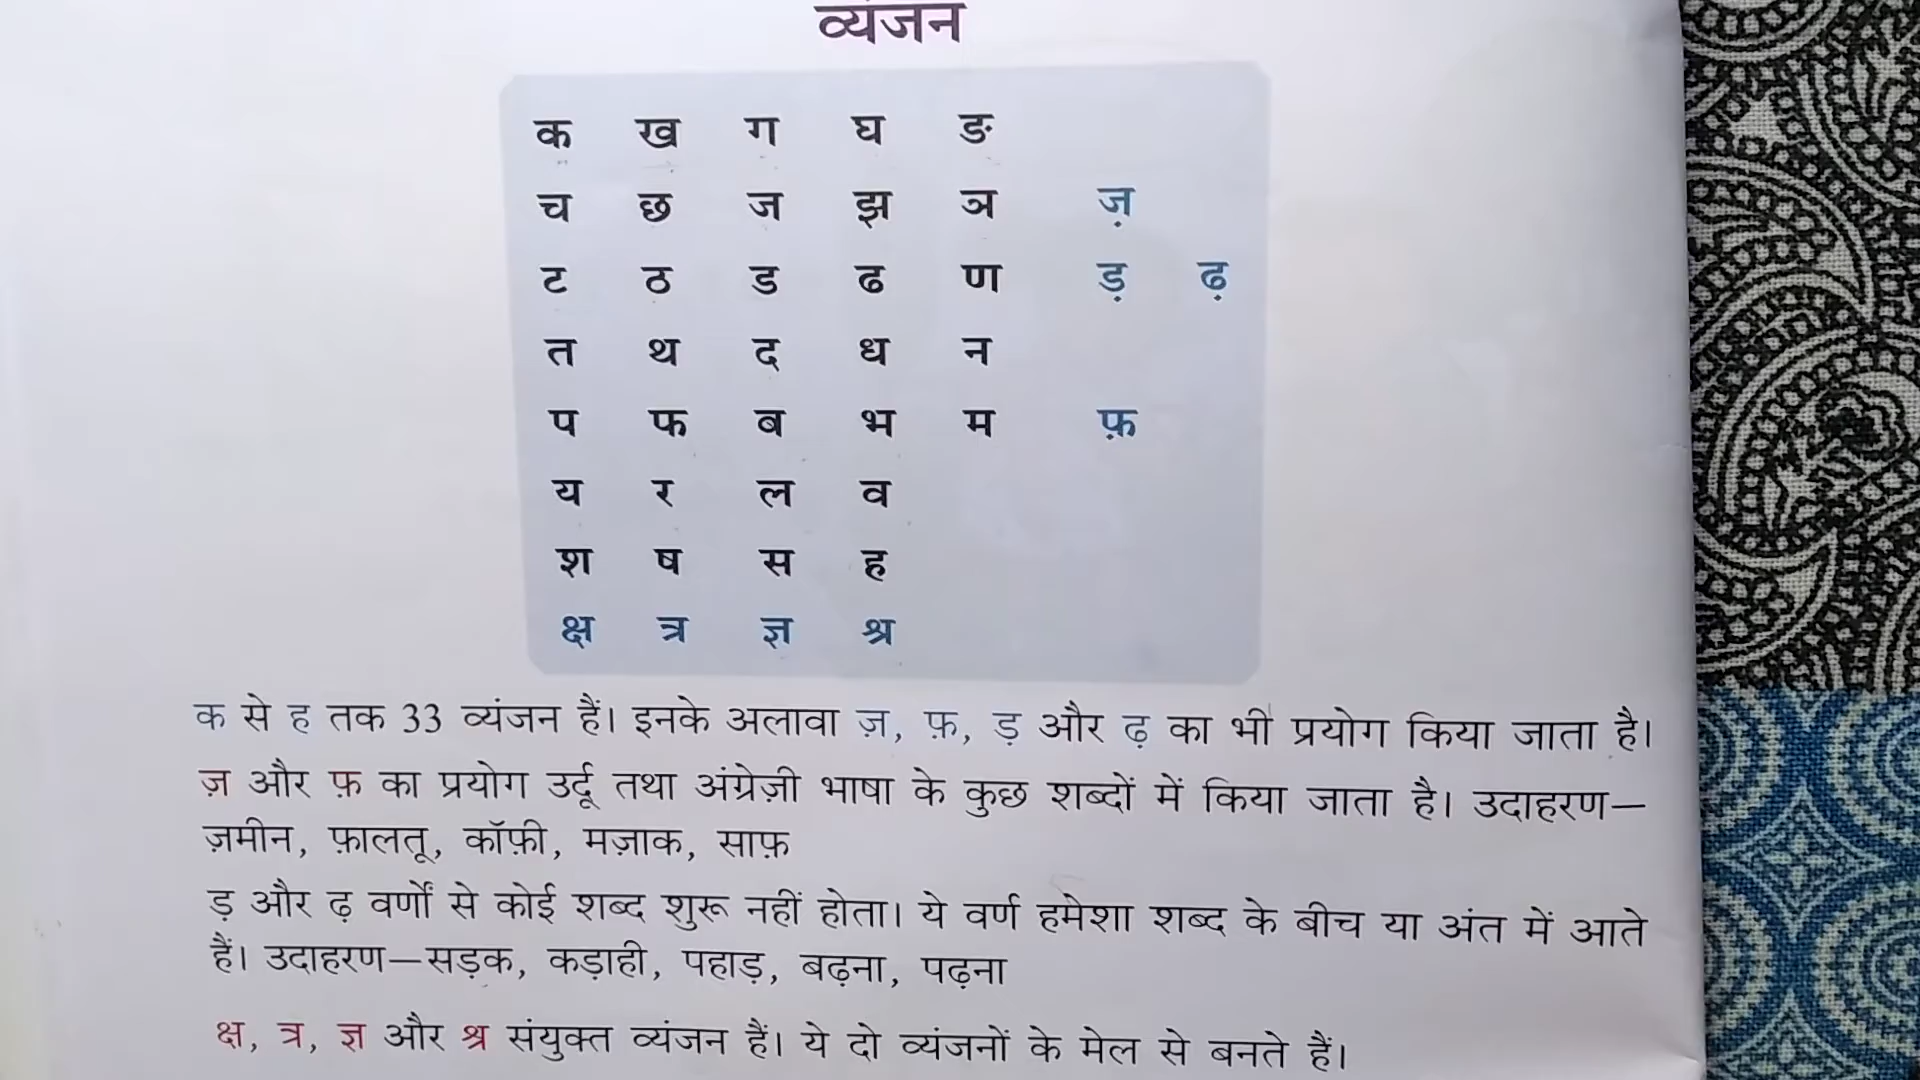 व्यंजन
क ख ग घ ङ
च छ ज झ ञ ज़
ट ठ ड ढ ण ड़ ढ़
त थ द ध न
प फ ब भ म फ़
य र ल व
श ष स ह
क्ष त्र ज्ञ श्र
क से ह तक 33 व्यंजन हैं। इनके अलावा ज़, फ़, ड़ और ढ़ का भी प्रयोग किया जाता है।
ज़ और फ़ का प्रयोग उर्दू तथा अंग्रेज़ी भाषा के कुछ शब्दों में किया जाता है। उदाहरण—
ज़मीन, फ़ालतू, कॉफ़ी, मज़ाक, साफ़
ड़ और ढ़ वर्णों से कोई शब्द शुरू नहीं होता। ये वर्ण हमेशा शब्द के बीच या अंत में आते
हैं। उदाहरण—सड़क, कड़ाही, पहाड़, बढ़ना, पढ़ना
क्ष, त्र, ज्ञ और श्र संयुक्त व्यंजन हैं। ये दो व्यंजनों के मेल से बनते हैं।